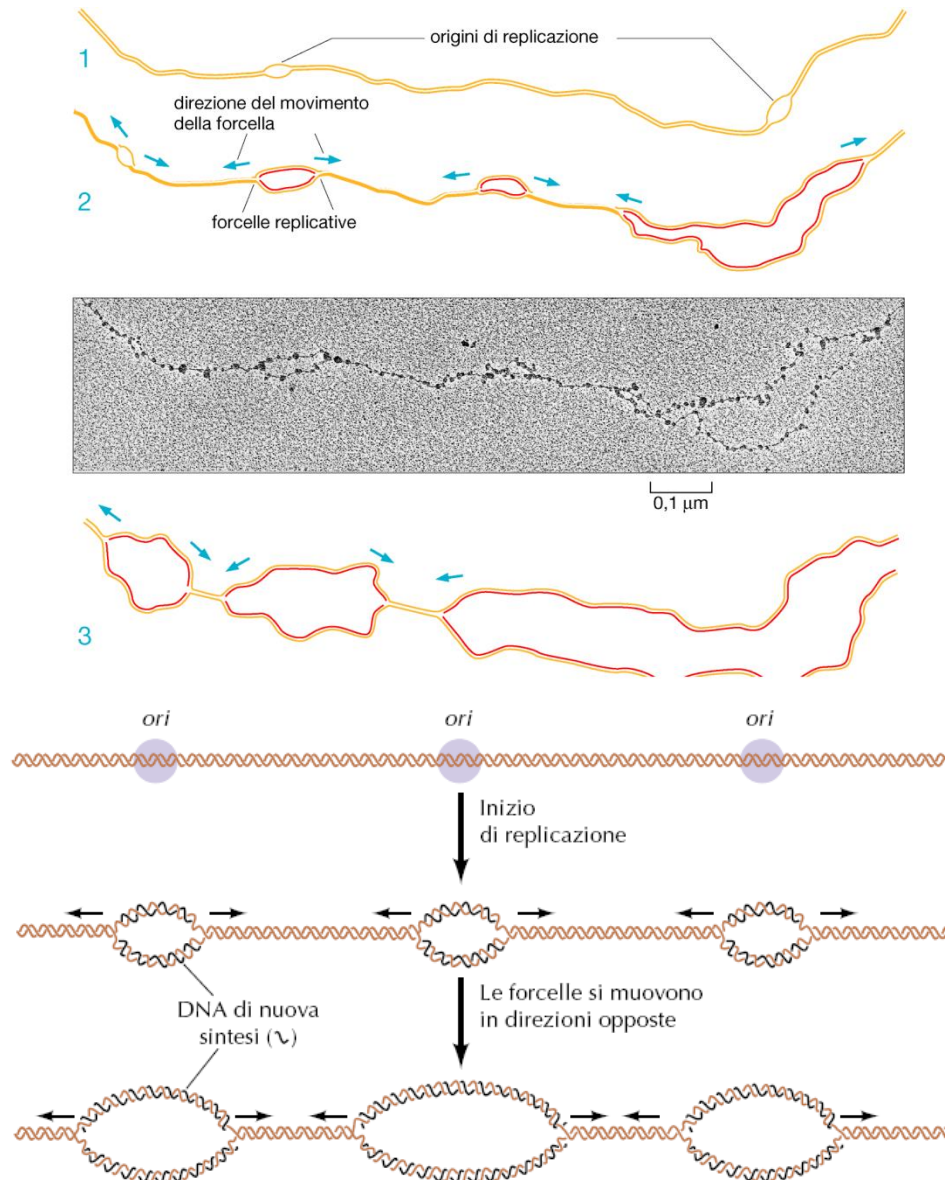 origini di replicazione
1
direzione del movimento
della forcella
2
forcelle replicative
0,1 μm
3
ori
ori
ori
Inizio
di replicazione
DNA di nuova
sintesi ( )
Le forcelle si muovono
in direzioni opposte